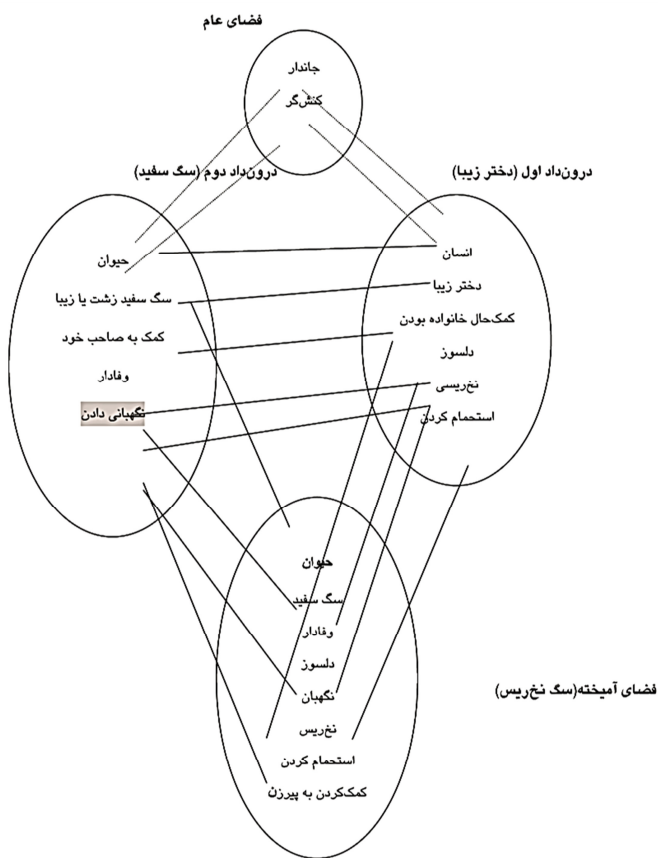 فضای عام
جاندار
کنش‌گر
درون‌داد اول (دختر زیبا)
درون‌داد دوم (سگ سفید)
انسان
دختر زیبا
کمک‌حال خانواده بودن
دلسوز
نخ‌ریسی
استحمام کردن
حیوان
سگ سفید زشت یا زیبا
کمک به صاحب خود
وفادار
نگهبانی دادن
فضای آمیخته(سگ نخ‌ریس)
حیوان
سگ سفید
وفادار
دلسوز
نگهبان
نخ‌ریس
استحمام کردن
کمک‌کردن به پیرزن